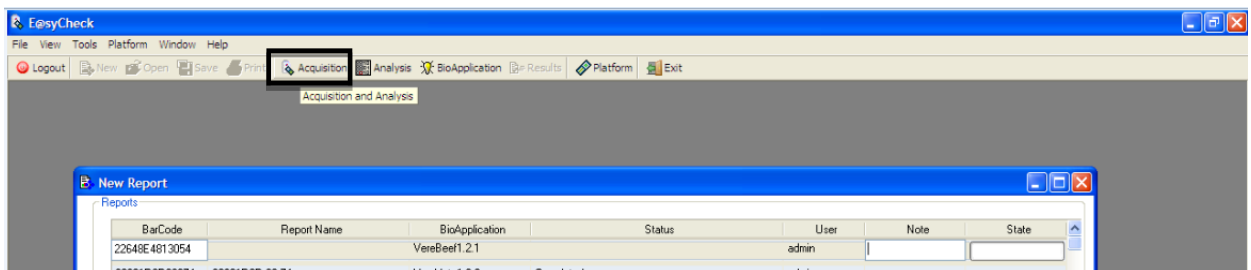 E@syCheck
File View Tools Platform Window Help
Logout New Open Save Print Acquisition Analysis BioApplication Results Platform Exit
Acquisition and Analysis
New Report
Reports
BarCode Report Name BioApplication Status User Note State
22648E4813054 VereBeef1.2.1 admin